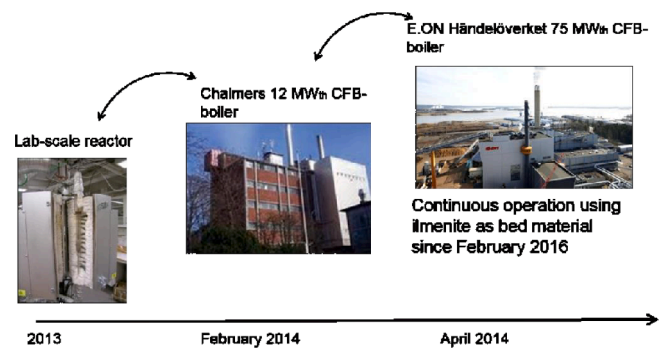 E.ON Händelöverket 75 MWth CFB-
boiler
Chalmers 12 MWth CFB-
boiler
Lab-scale reactor
Continuous operation using
ilmenite as bed material
since February 2016
2013
February 2014
April 2014